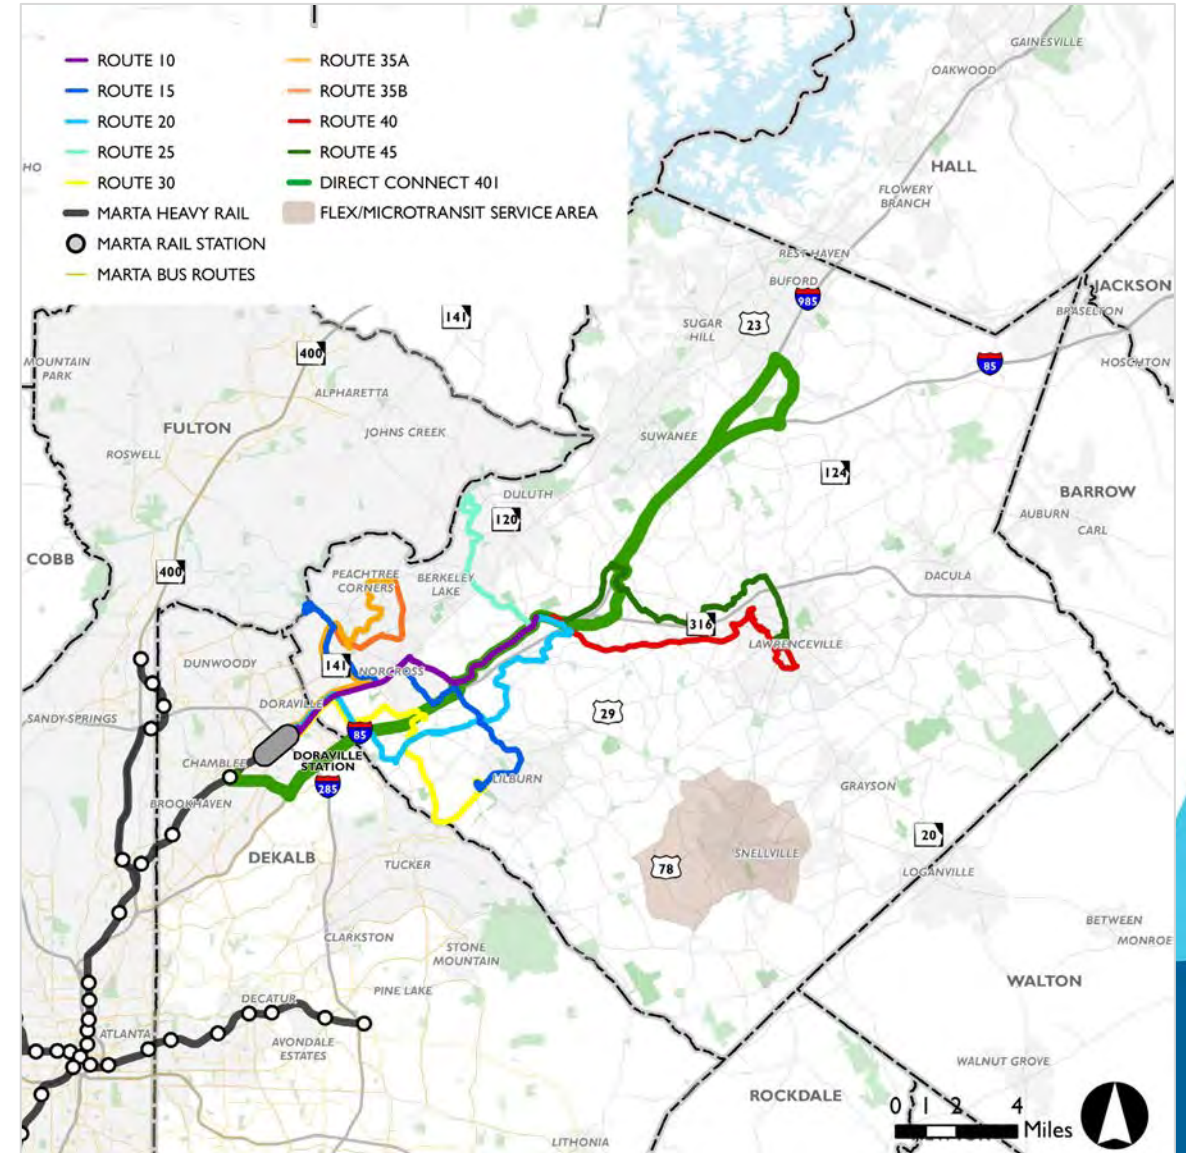 ROUTE 10
ROUTE 15
ROUTE 20
ROUTE 25
ROUTE 30
MARTA HEAVY RAIL
MARTA RAIL STATION
MARTA BUS ROUTES
ROUTE 35A
ROUTE 35B
ROUTE 40
ROUTE 45
DIRECT CONNECT 401
FLEX/MICROTRANSIT SERVICE AREA
GAINESVILLE
OAKWOOD
HO
HALL
FLOWERY
BRANCH
REST HAVEN
BUFORD
985
JACKSON
BRASELTON
141
23
SUGAR
HILL
400
85
HOSCHTON
MOUNTAIN
PARK
ALPHARETTA
FULTON
JOHNS CREEK
SUWANEE
ROSWELL
124
BARROW
DULUTH
120
AUBURN
CARL
COBB
400
PEACHTREE
CORNERS
BERKELEY
LAKE
DACULA
316
LAWRENCEVILLE
DUNWOODY
141
NORCROSS
DORAVILLE
SANDY SPRINGS
29
85
DORAVILLE
STATION
CHAMBLEE
LILBURN
285
GRAYSON
BROOKHAVEN
20
DEKALB
TUCKER
SNELLVILLE
78
LOGANVILLE
BETWEEN
MONROE
CLARKSTON
STONE
MOUNTAIN
WALTON
PINE LAKE
DECATUR
ATLANTA
AVONDALE
ESTATES
WALNUT GROVE
ROCKDALE
0 1 2 4
Miles
LITHONIA